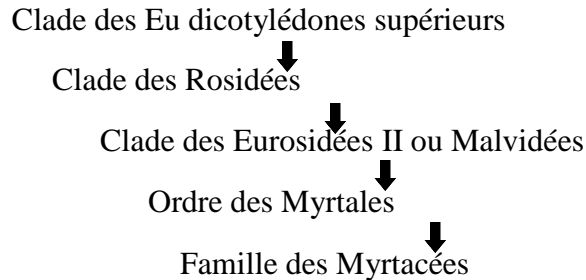 Clade des Eu dicotylédones supérieurs
Clade des Rosidées
Clade des Eurosidées II ou Malvidées
Ordre des Myrtales
Famille des Myrtacées